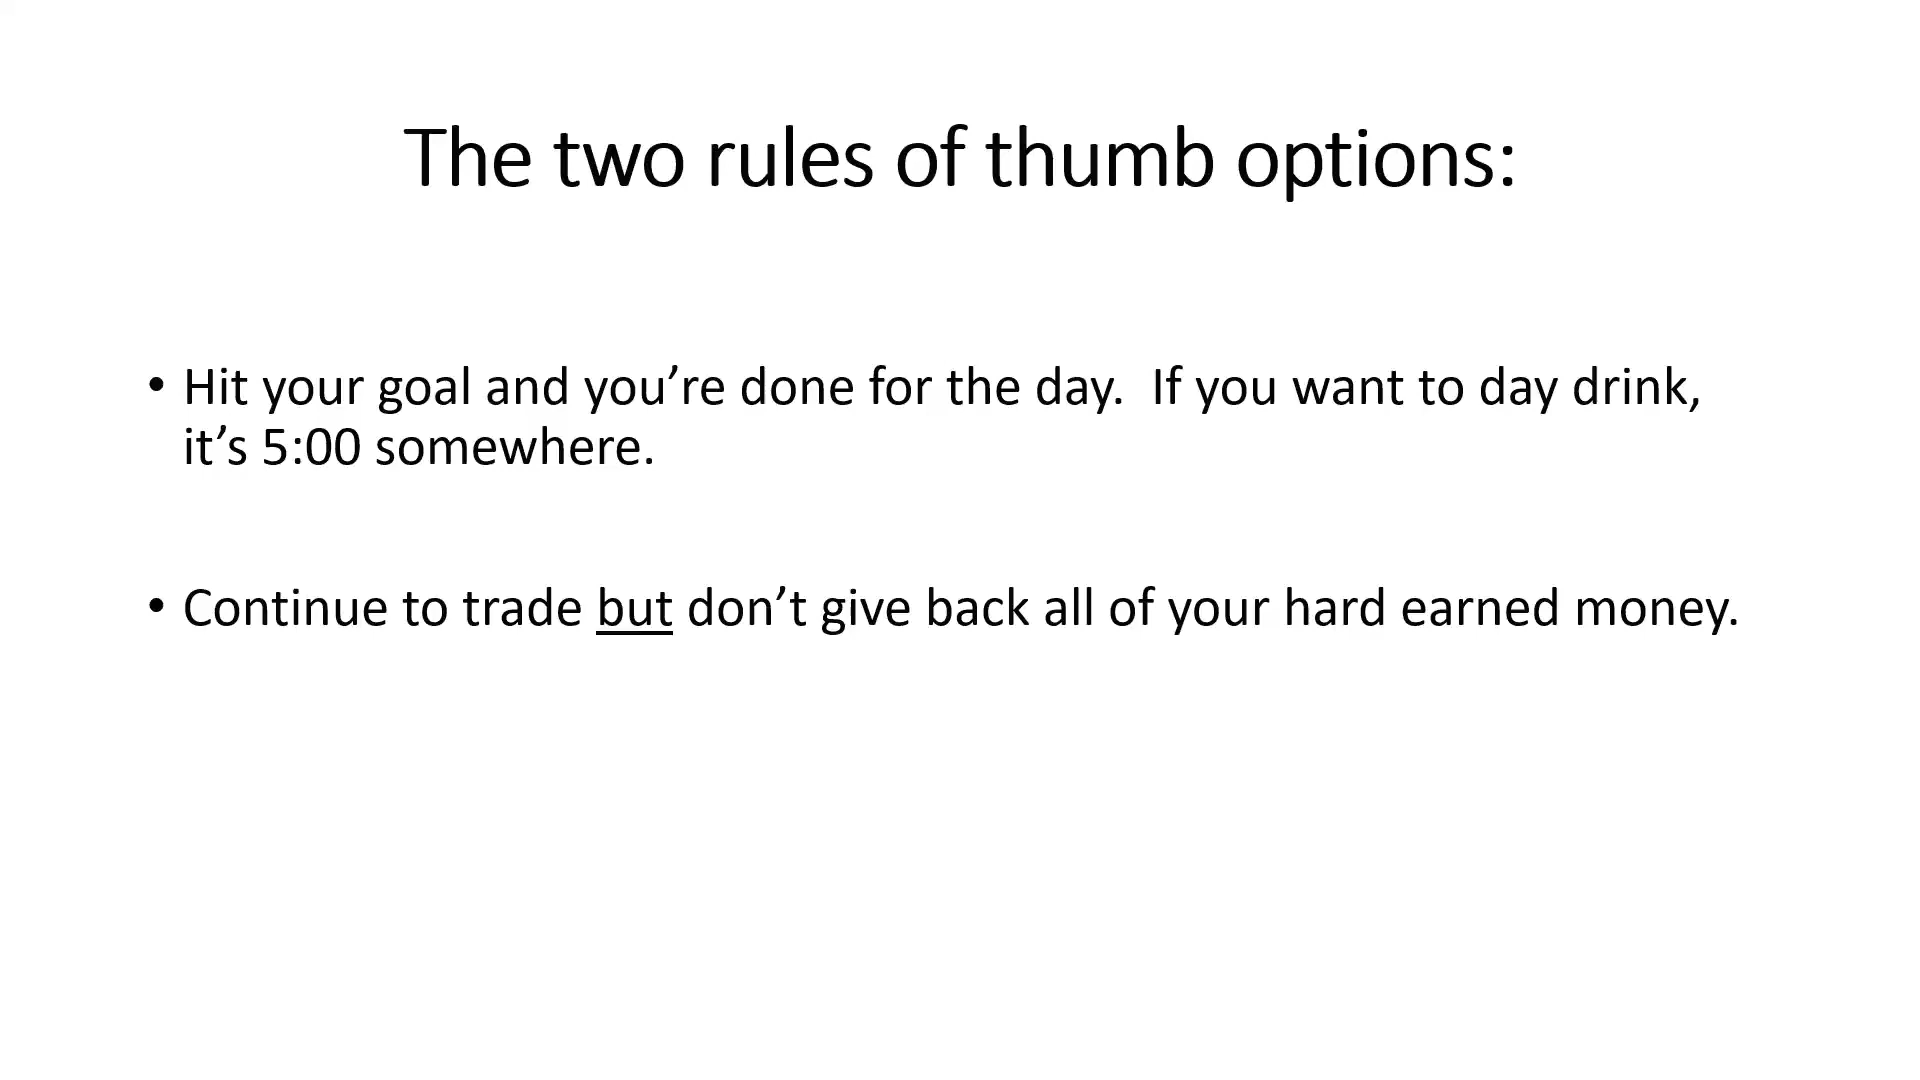 The two rules of thumb options:
• Hit your goal and you’re done for the day.  If you want to day drink,
it’s 5:00 somewhere.
• Continue to trade but don’t give back all of your hard earned money.